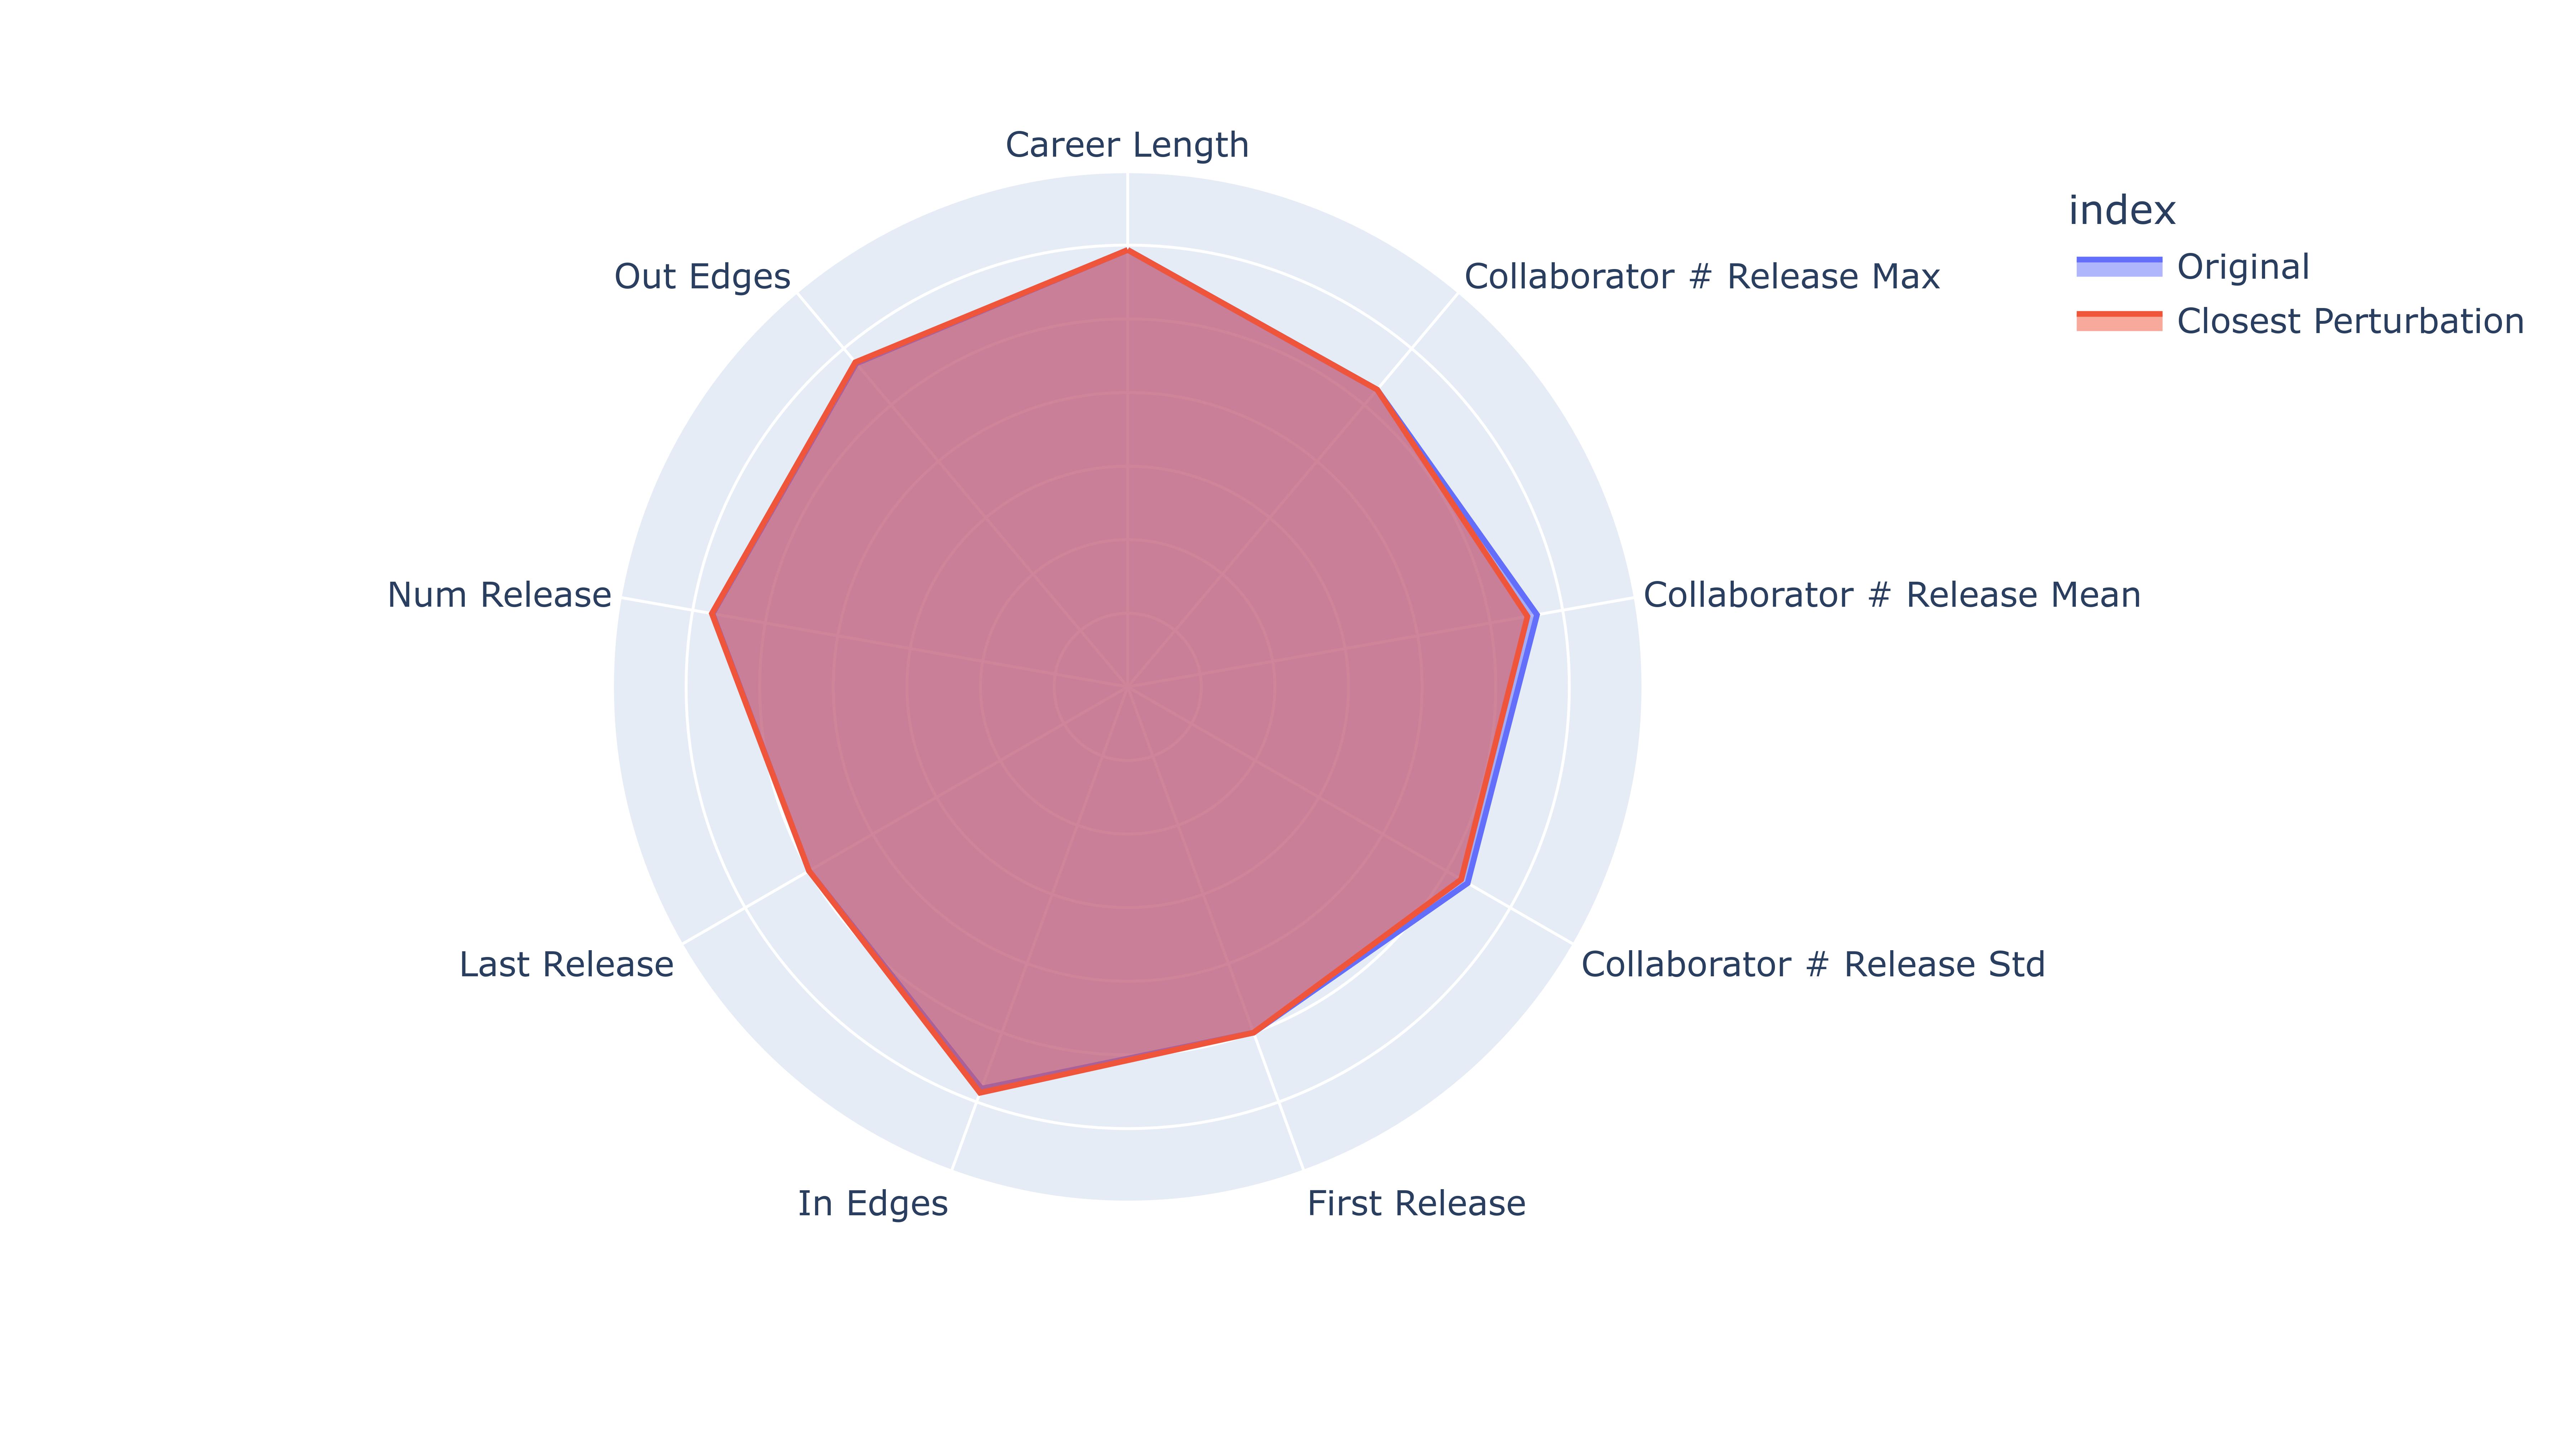 Career Length
Out Edges
Collaborator # Release Max
index
Original
Closest Perturbation
Num Release
Collaborator # Release Mean
Last Release
Collaborator # Release Std
In Edges
First Release